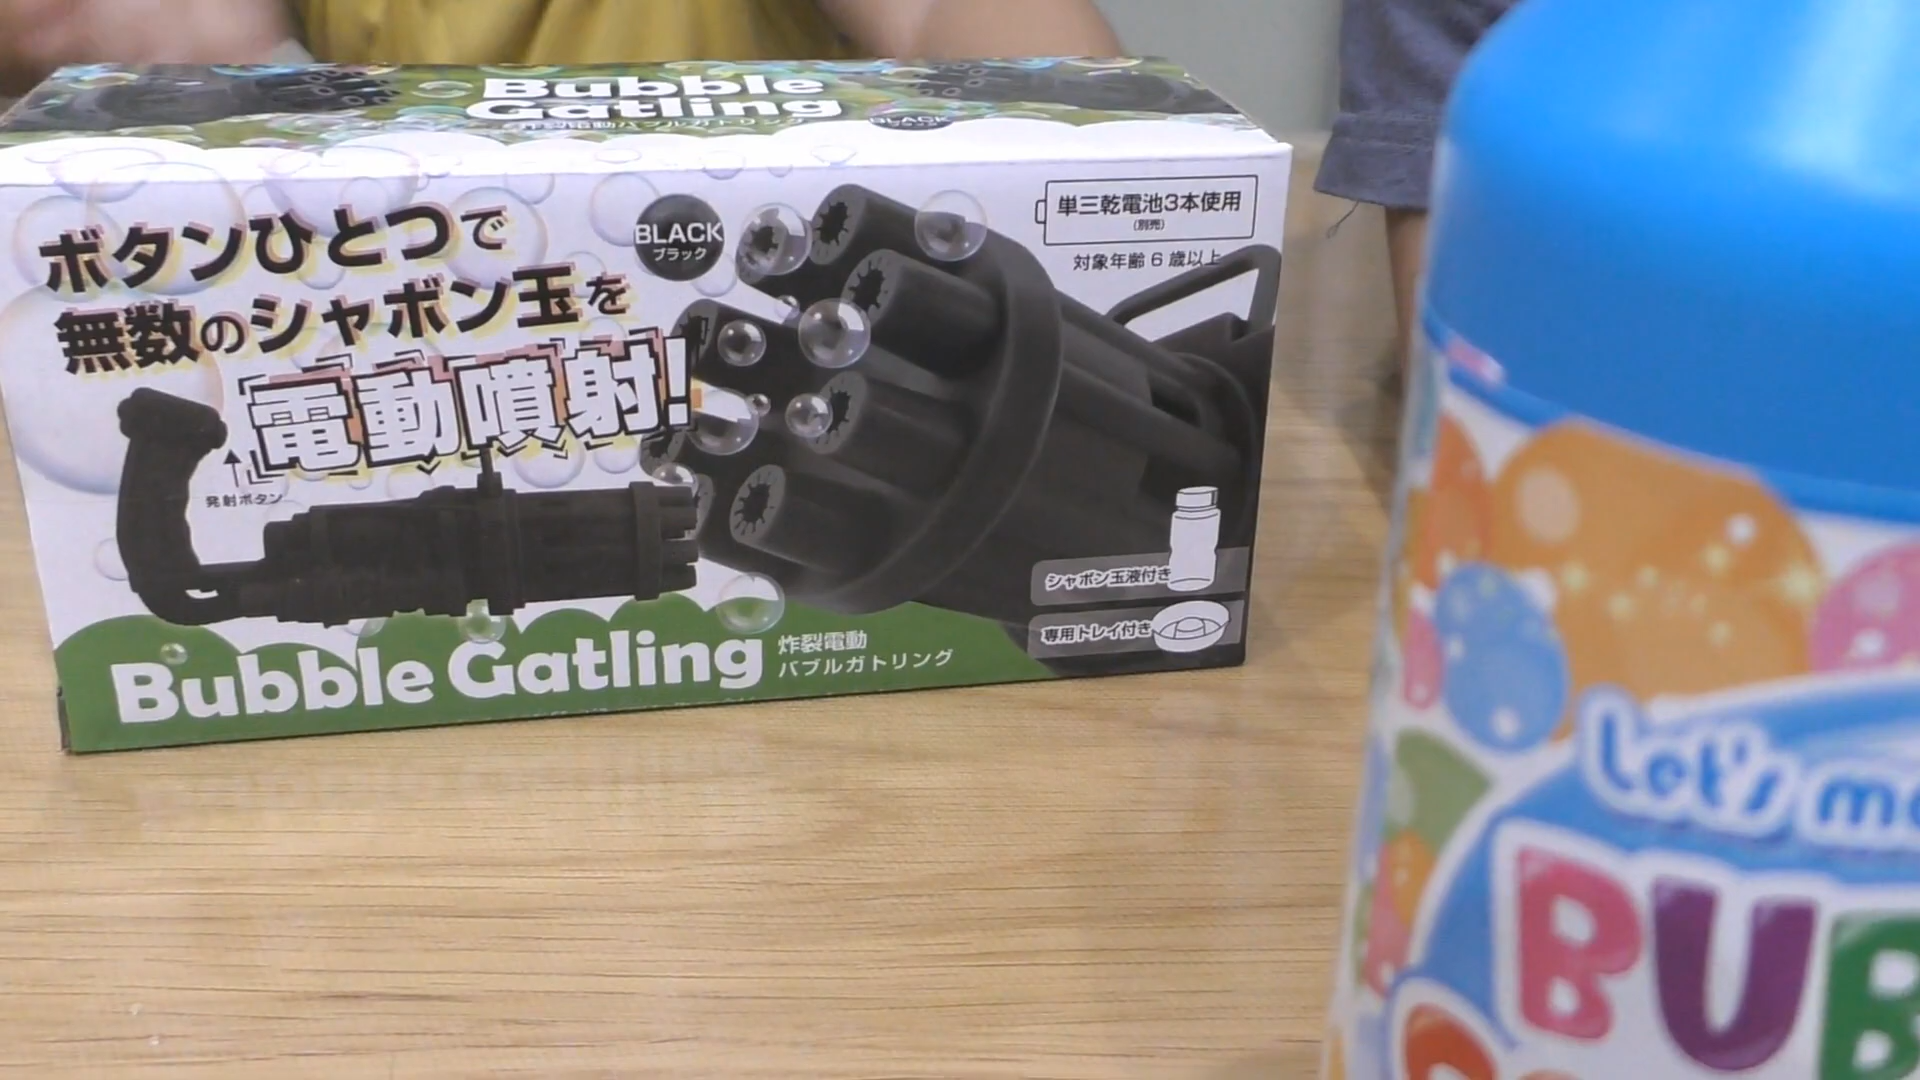 Bubble
Gatling
BLACK
ボタンひとつで
無数のシャボン玉を
電動噴射!
BLACK
ブラック
単三乾電池3本使用
(別売)
対象年齢6歳以上
発射ボタン
シャボン玉液付き
専用トレイ付き
Bubble Gatling
炸裂電動
バブルガトリング
Let's
BUB